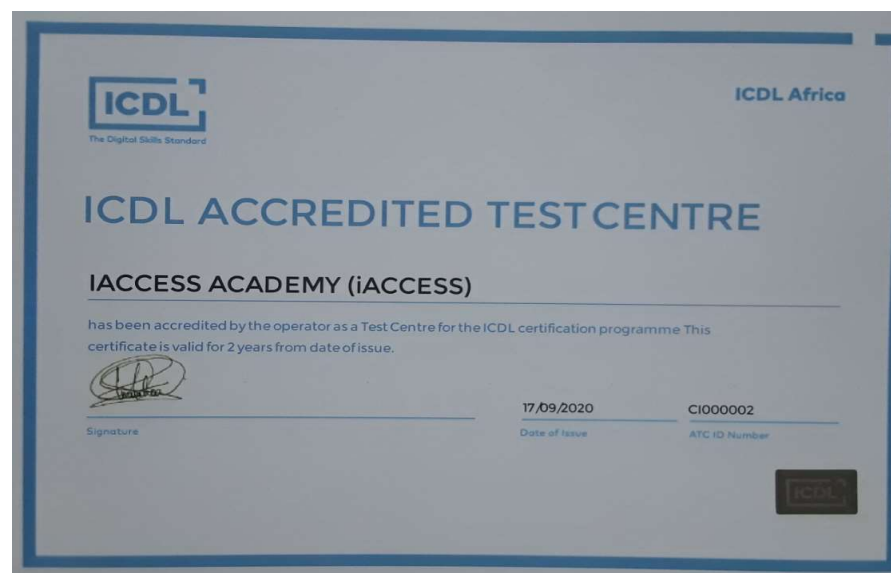 ICDL
The Digital Skills Standard
ICDL Africa
ICDL ACCREDITED TEST CENTRE
IACCESS ACADEMY (iACCESS)
has been accredited by the operator as a Test Centre for the ICDL certification programme This
certificate is valid for 2 years from date of issue.
17/09/2020
CI000002
Signature
Date of Issue
ATC ID Number
ICDL